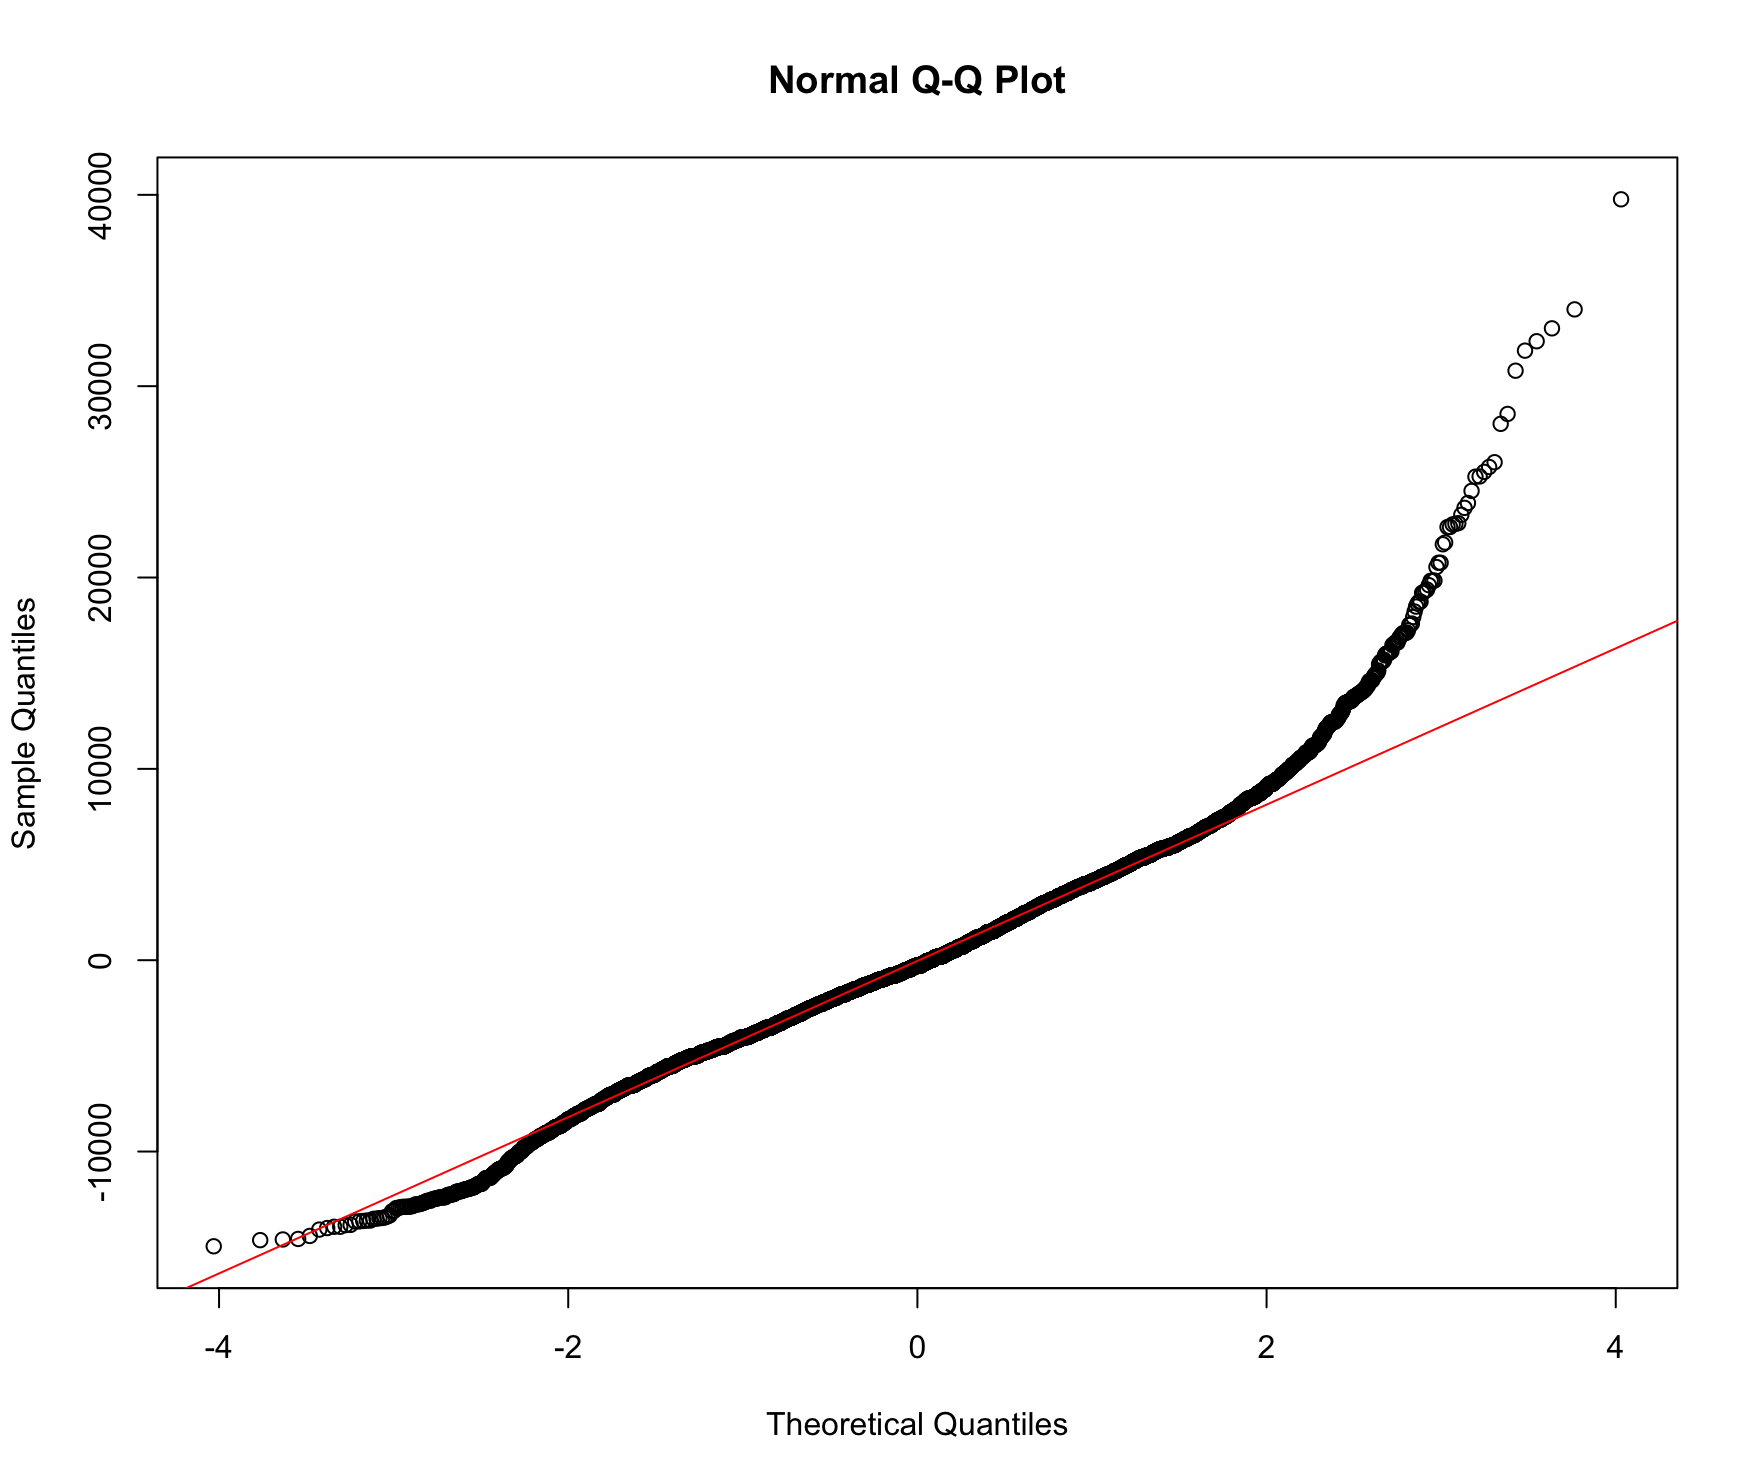 Normal Q-Q Plot
Sample Quantiles
40000
30000
20000
10000
0
-10000
-4 -2 0 2 4
Theoretical Quantiles